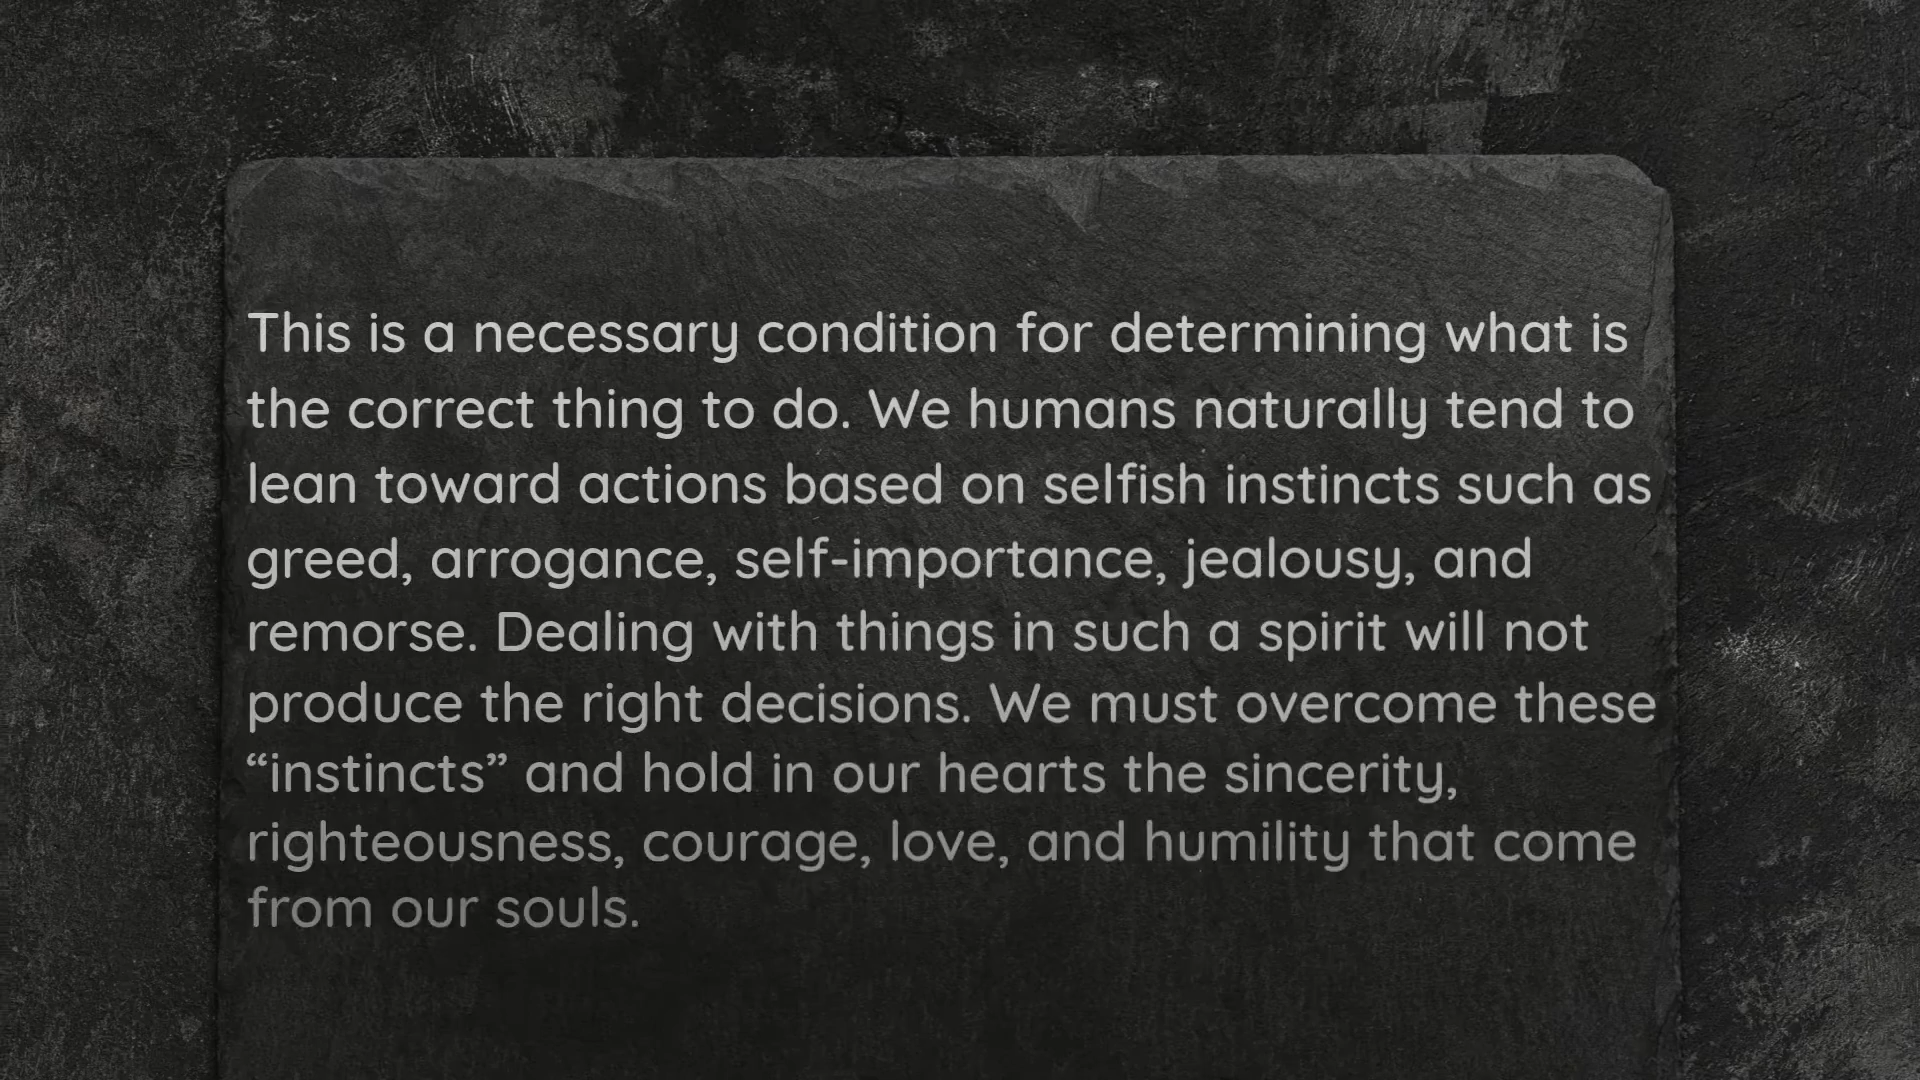 This is a necessary condition for determining what is
the correct thing to do. We humans naturally tend to
lean toward actions based on selfish instincts such as
greed, arrogance, self-importance, jealousy, and
remorse. Dealing with things in such a spirit will not
produce the right decisions. We must overcome these
“instincts” and hold in our hearts the sincerity,
righteousness, courage, love, and humility that come
from our souls.